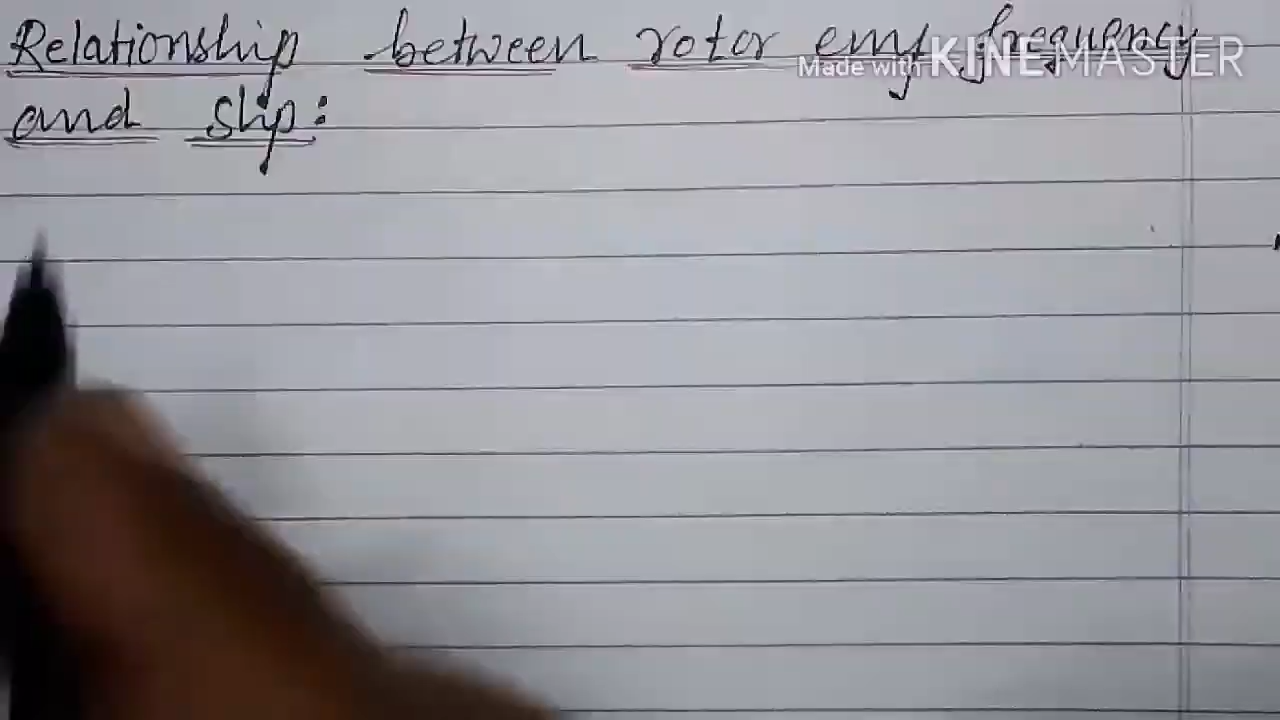 Relationship between rotor emf frequency
Made with KINEMASTER
and slip: